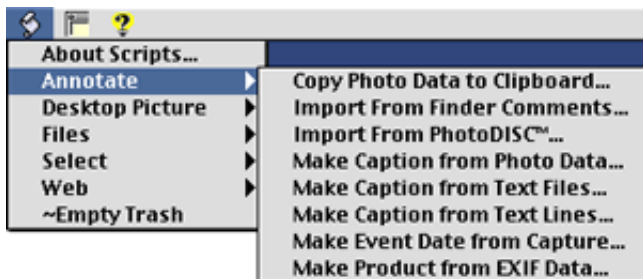 About Scripts...
Annotate
Desktop Picture
Files
Select
Web
~Empty Trash
Copy Photo Data to Clipboard...
Import From Finder Comments...
Import From PhotoDISC™...
Make Caption from Photo Data...
Make Caption from Text Files...
Make Caption from Text Lines...
Make Event Date from Capture...
Make Product from EXIF Data...